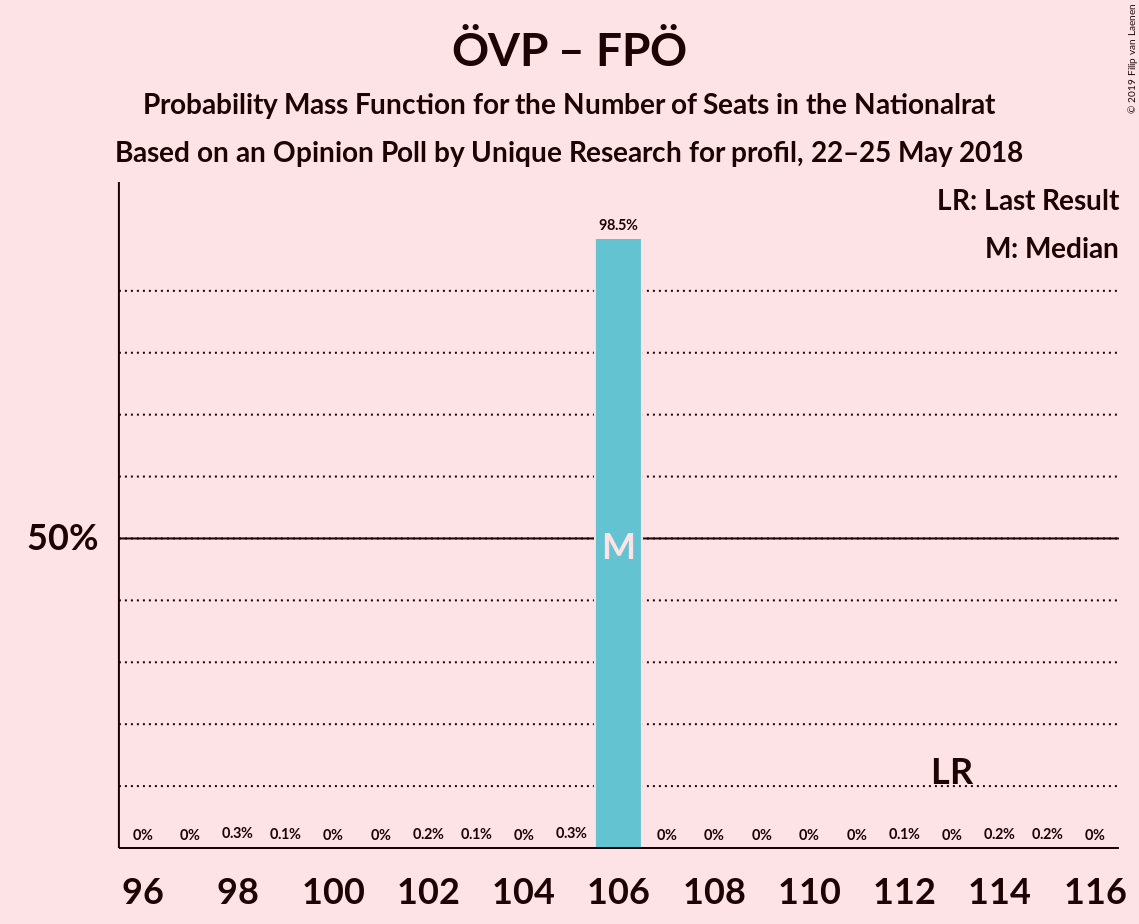 ÖVP – FPÖ
Probability Mass Function for the Number of Seats in the Nationalrat
Based on an Opinion Poll by Unique Research for profil, 22–25 May 2018
© 2019 Filip van Laenen
LR: Last Result
M: Median
98.5%
50%
M
LR
0% 0% 0.3% 0.1% 0% 0% 0.2% 0.1% 0% 0.3% 0% 0% 0% 0% 0% 0.1% 0% 0.2% 0.2% 0%
96 98 100 102 104 106 108 110 112 114 116